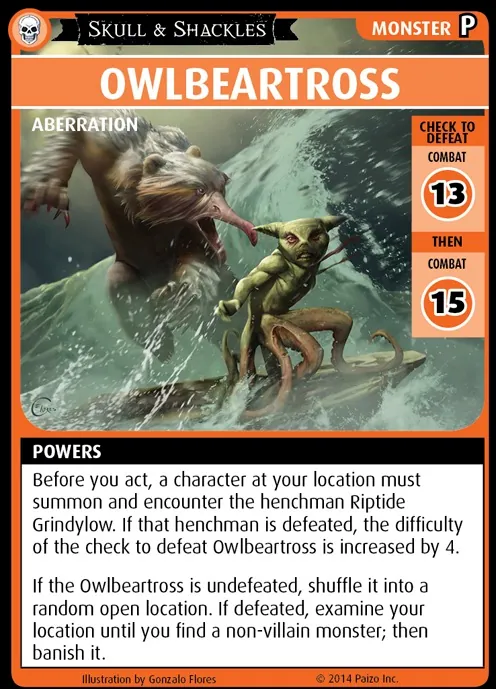 SKULL & SHACKLES
MONSTER P
OWLBEARTROSS
ABERRATION
CHECK TO
DEFEAT
COMBAT
13
THEN
COMBAT
15
POWERS
Before you act, a character at your location must
summon and encounter the henchman Riptide
Grindylow. If that henchman is defeated, the difficulty
of the check to defeat Owlbeartross is increased by 4.
If the Owlbeartross is undefeated, shuffle it into a
random open location. If defeated, examine your
location until you find a non-villain monster; then
banish it.
Illustration by Gonzalo Flores
© 2014 Paizo Inc.